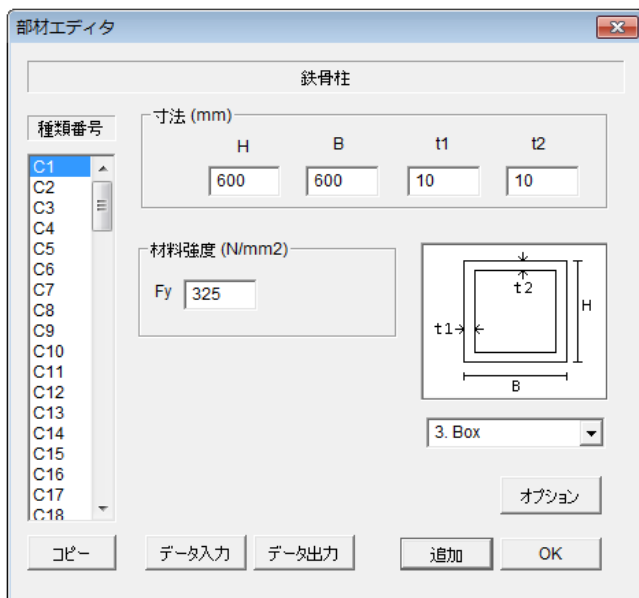 部材エディタ
鉄骨柱
種類番号
C1
C2
C3
C4
C5
C6
C7
C8
C9
C10
C11
C12
C13
C14
C15
C16
C17
C18
寸法 (mm)
H B t1 t2
600 600 10 10
材料強度 (N/mm2)
Fy 325
t2
H
t1
B
3. Box
オプション
コピー データ入力 データ出力 追加 OK